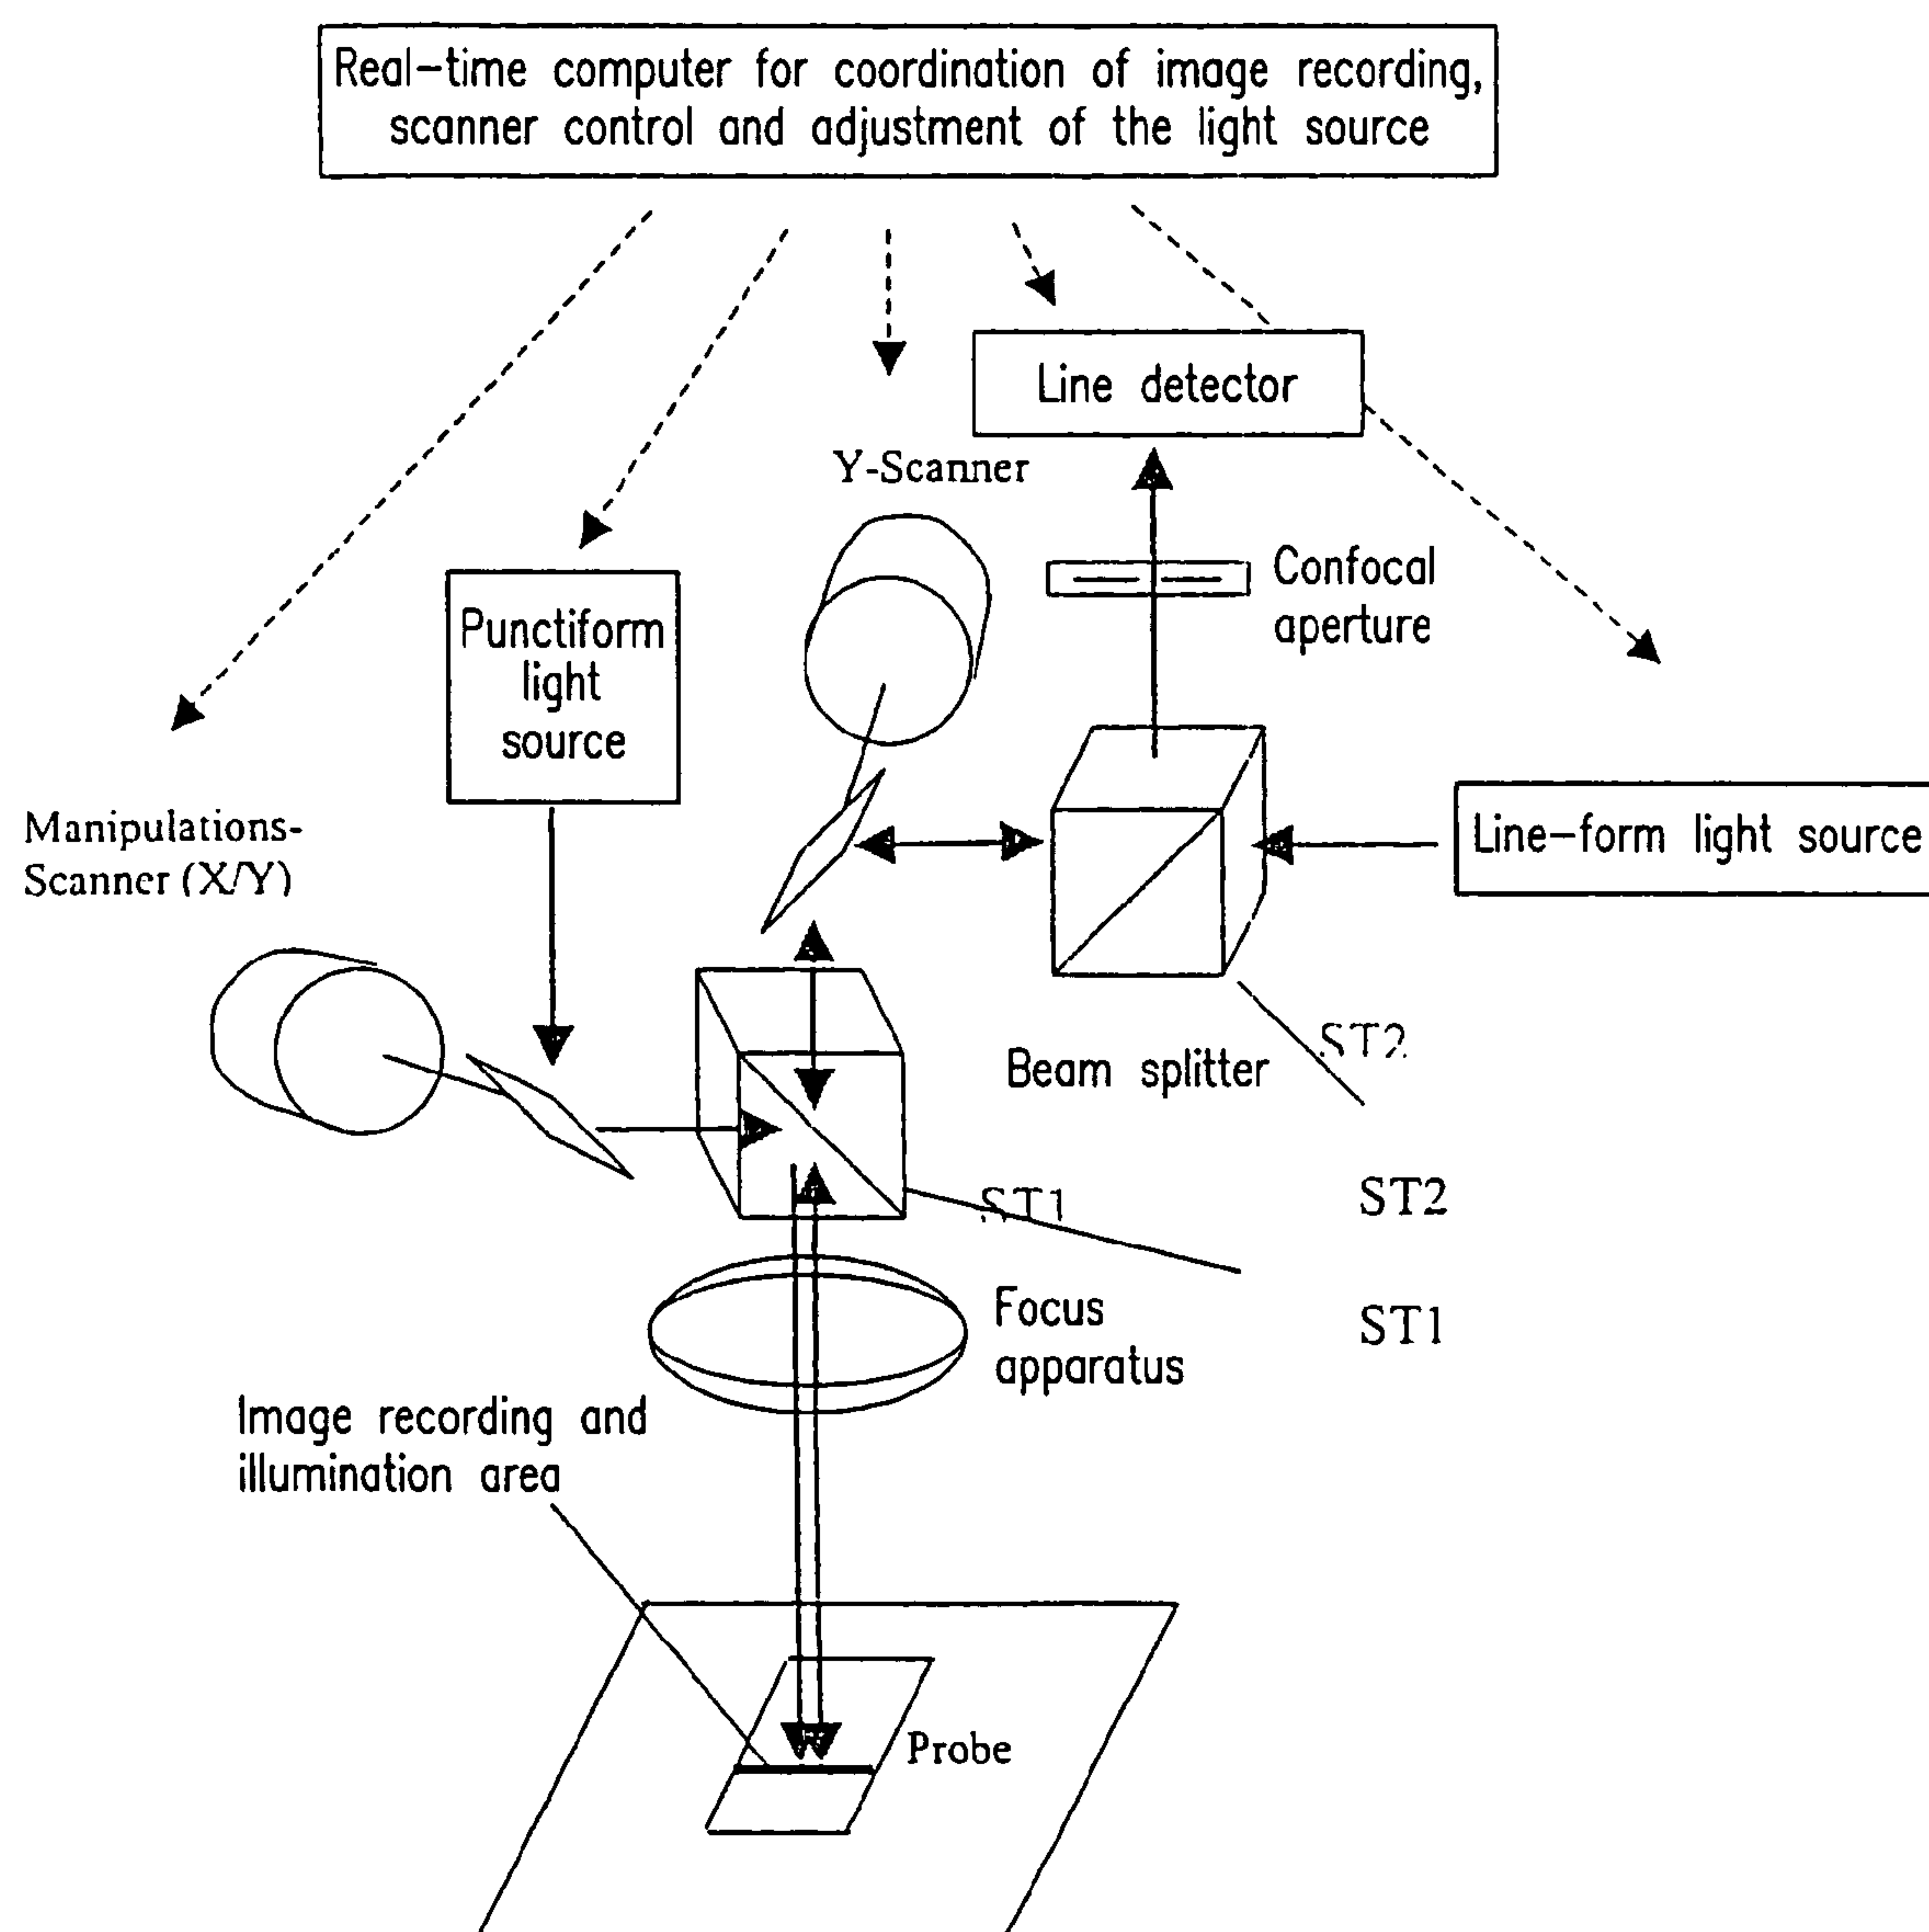 Real-time computer for coordination of image recording,
scanner control and adjustment of the light source
Line detector
Y-Scanner
Confocal
aperture
Punctiform
light
source
Manipulations-
Scanner (X/Y)
Line-form light source
ST2
Beam splitter
ST1
ST2
Focus
apparatus
ST1
Image recording and
illumination area
Probe